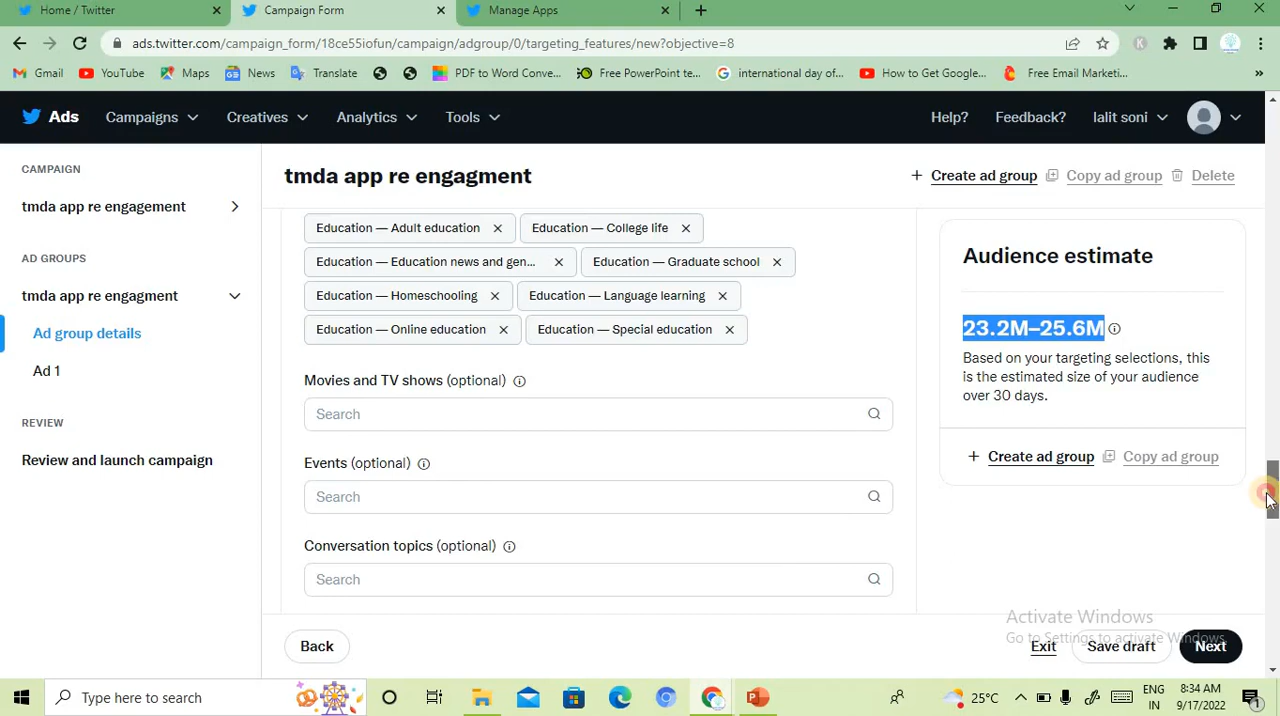 Home / Twitter
Campaign Form
Manage Apps
ads.twitter.com/campaign_form/18ce55iofun/campaign/adgroup/0/targeting_features/new?objective=8
K
Gmail
YouTube
Maps
News
Translate
PDF to Word Conve...
Free PowerPoint te...
international day of...
How to Get Google...
Free Email Marketi...
»
Ads
Campaigns
Creatives
Analytics
Tools
Help?
Feedback?
lalit soni
CAMPAIGN
tmda app re engagement
AD GROUPS
tmda app re engagment
Ad group details
Ad 1
REVIEW
Review and launch campaign
tmda app re engagment
+ Create ad group
Copy ad group
Delete
Education — Adult education
Education — College life
Education — Education news and gen...
Education — Graduate school
Education — Homeschooling
Education — Language learning
Education — Online education
Education — Special education
Movies and TV shows (optional)
Search
Events (optional)
Search
Conversation topics (optional)
Search
Audience estimate
23.2M–25.6M
Based on your targeting selections, this
is the estimated size of your audience
over 30 days.
+ Create ad group
Copy ad group
Activate Windows
Go to Settings to activate Windows.
Back
Exit
Save draft
Next
Type here to search
25°C
ENG
IN
8:34 AM
9/17/2022
1